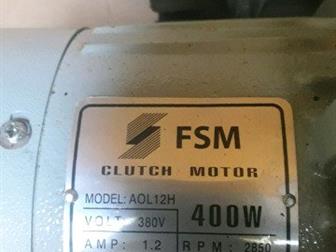 FSM
CLUTCH MOTOR
MODEL: AOL12H
VOLT 380V 400W
AMP: 1.2 RPM: 2850